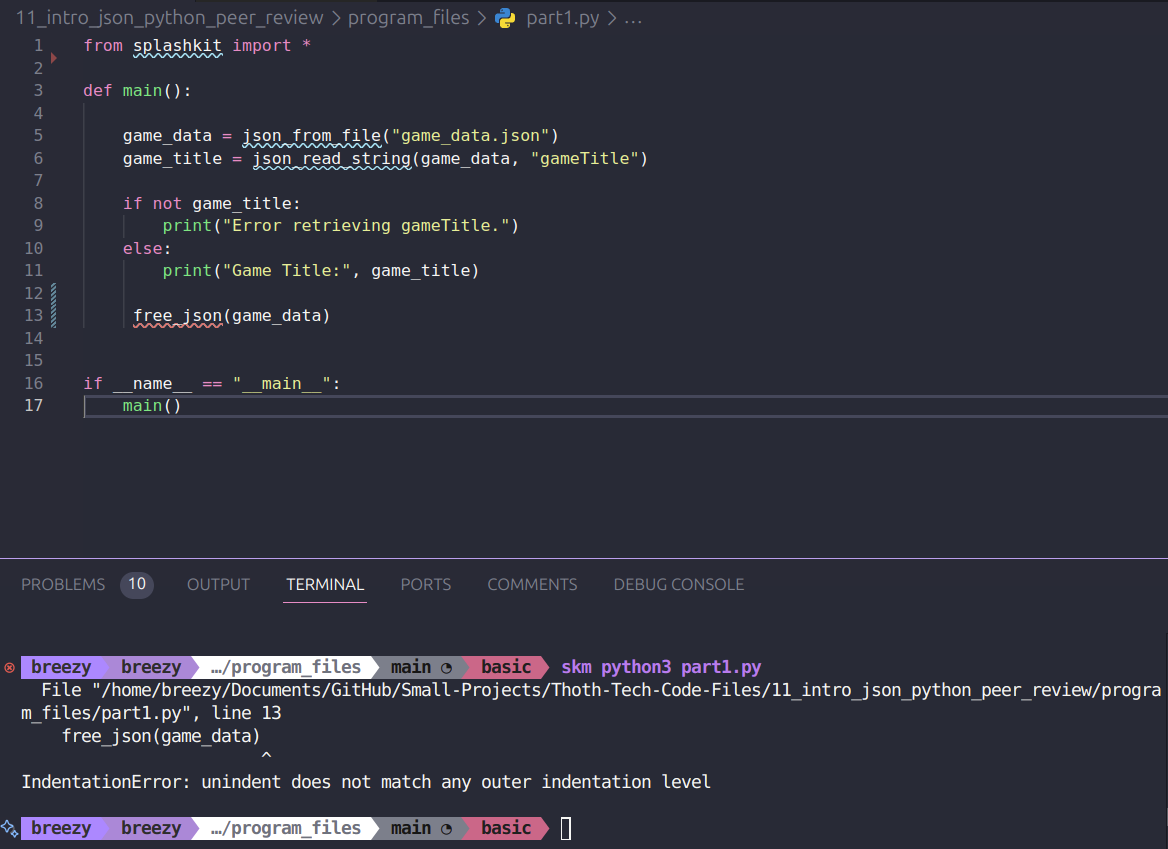 11_intro_json_python_peer_review > program_files > part1.py > ...
1 from splashkit import *
2
3 def main():
4
5     game_data = json_from_file("game_data.json")
6     game_title = json_read_string(game_data, "gameTitle")
7
8     if not game_title:
9         print("Error retrieving gameTitle.")
10     else:
11         print("Game Title:", game_title)
12
13      free_json(game_data)
14
15
16 if __name__ == "__main__":
17     main()
PROBLEMS 10 OUTPUT TERMINAL PORTS COMMENTS DEBUG CONSOLE
breezy breezy …/program_files main basic skm python3 part1.py
  File "/home/breezy/Documents/GitHub/Small-Projects/Thoth-Tech-Code-Files/11_intro_json_python_peer_review/progra
m_files/part1.py", line 13
    free_json(game_data)
                        ^
IndentationError: unindent does not match any outer indentation level
breezy breezy …/program_files main basic